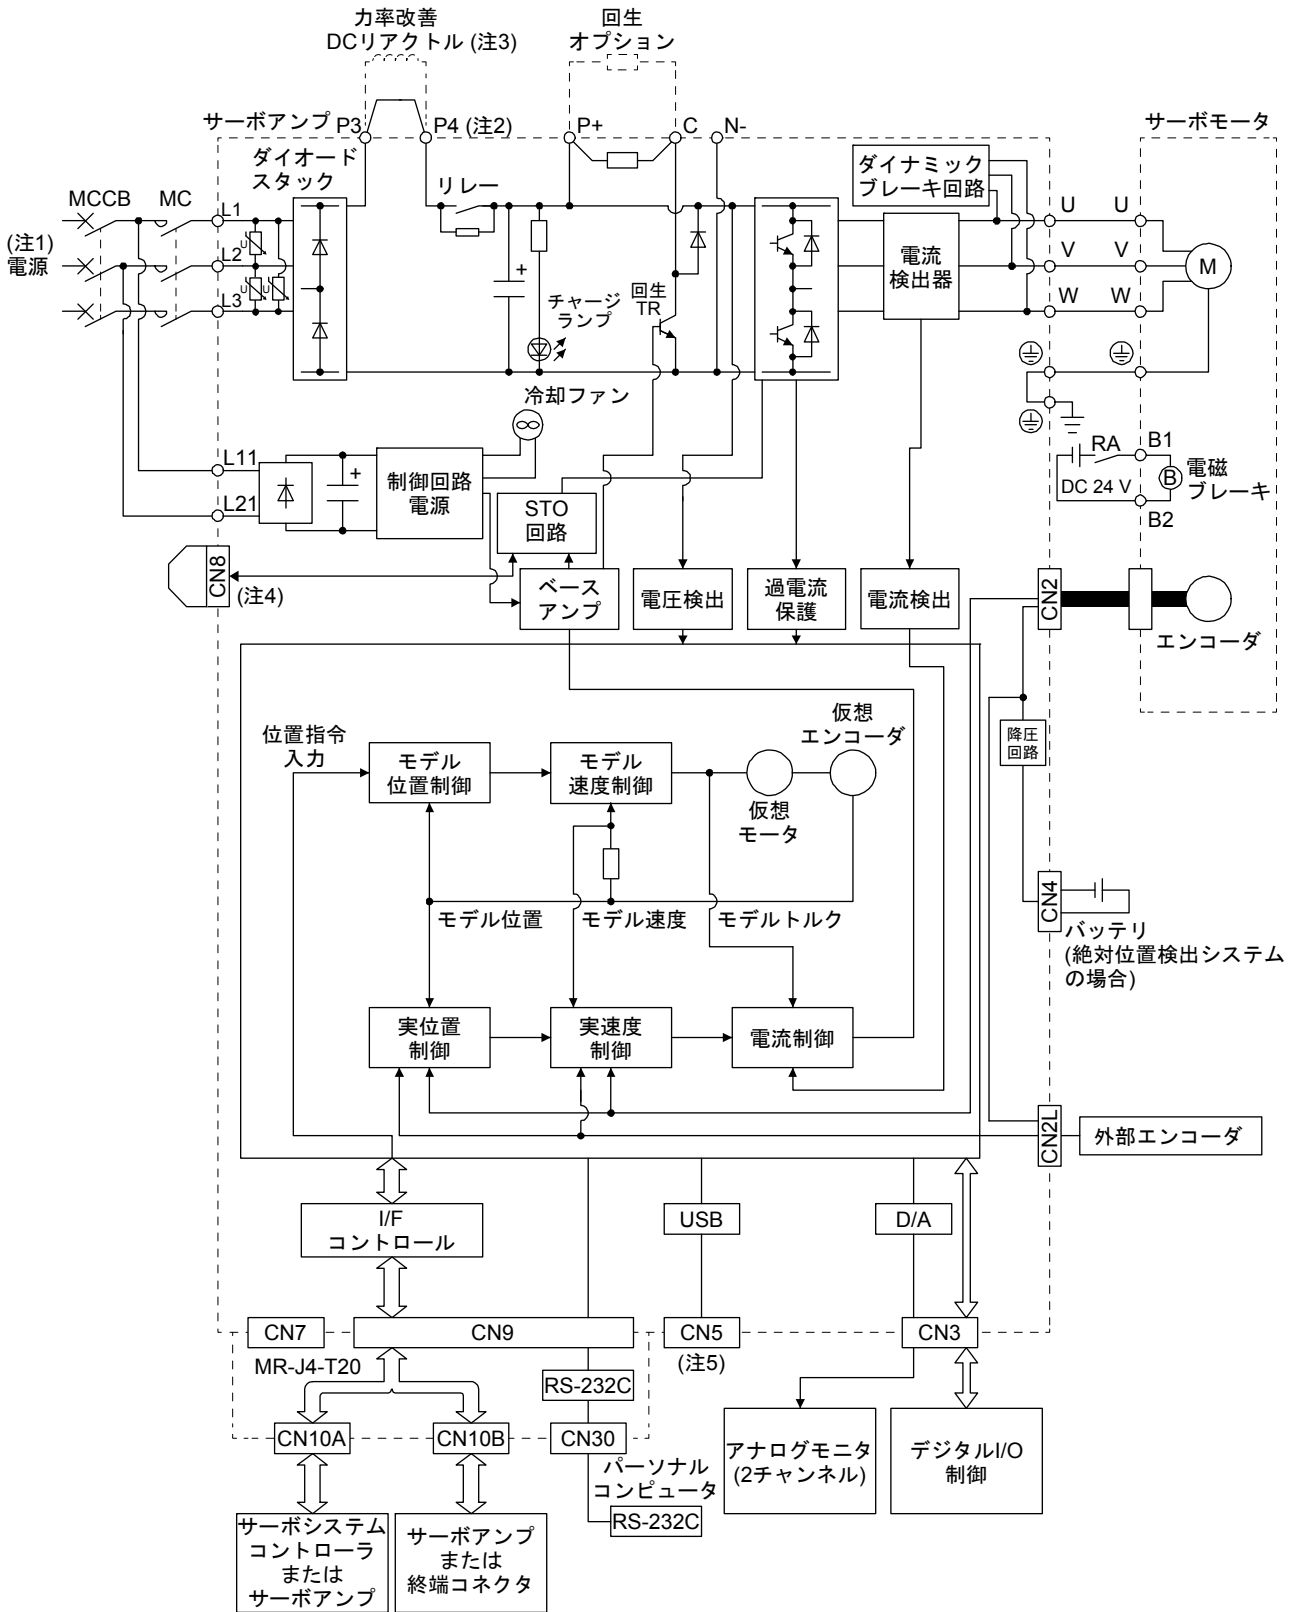 力率改善
DCリアクトル (注3)
回生
オプション
サーボアンプ
P3
P4 (注2)
P+
C
N-
サーボモータ
ダイオード
スタック
リレー
ダイナミック
ブレーキ回路
MCCB
MC
L1
U
U
(注1)
電源
U
L2
電流
検出器
V
V
M
U
U
L3
+
チャージ
ランプ
回生
TR
W
W
冷却ファン
L11
+
制御回路
電源
RA
B1
DC 24 V
B
電磁
ブレーキ
L21
STO
回路
B2
CN8
(注4)
ベース
アンプ
電圧検出
過電流
保護
電流検出
CN2
エンコーダ
位置指令
入力
モデル
位置制御
モデル
速度制御
仮想
エンコーダ
仮想
モータ
降圧
回路
モデル位置
モデル速度
モデルトルク
CN4
バッテリ
(絶対位置検出システム
の場合)
実位置
制御
実速度
制御
電流制御
CN2L
外部エンコーダ
I/F
コントロール
USB
D/A
CN7
CN9
CN5
(注5)
CN3
MR-J4-T20
RS-232C
CN10A
CN10B
CN30
パーソナル
コンピュータ
RS-232C
アナログモニタ
(2チャンネル)
デジタルI/O
制御
サーボシステム
コントローラ
または
サーボアンプ
サーボアンプ
または
終端コネクタ